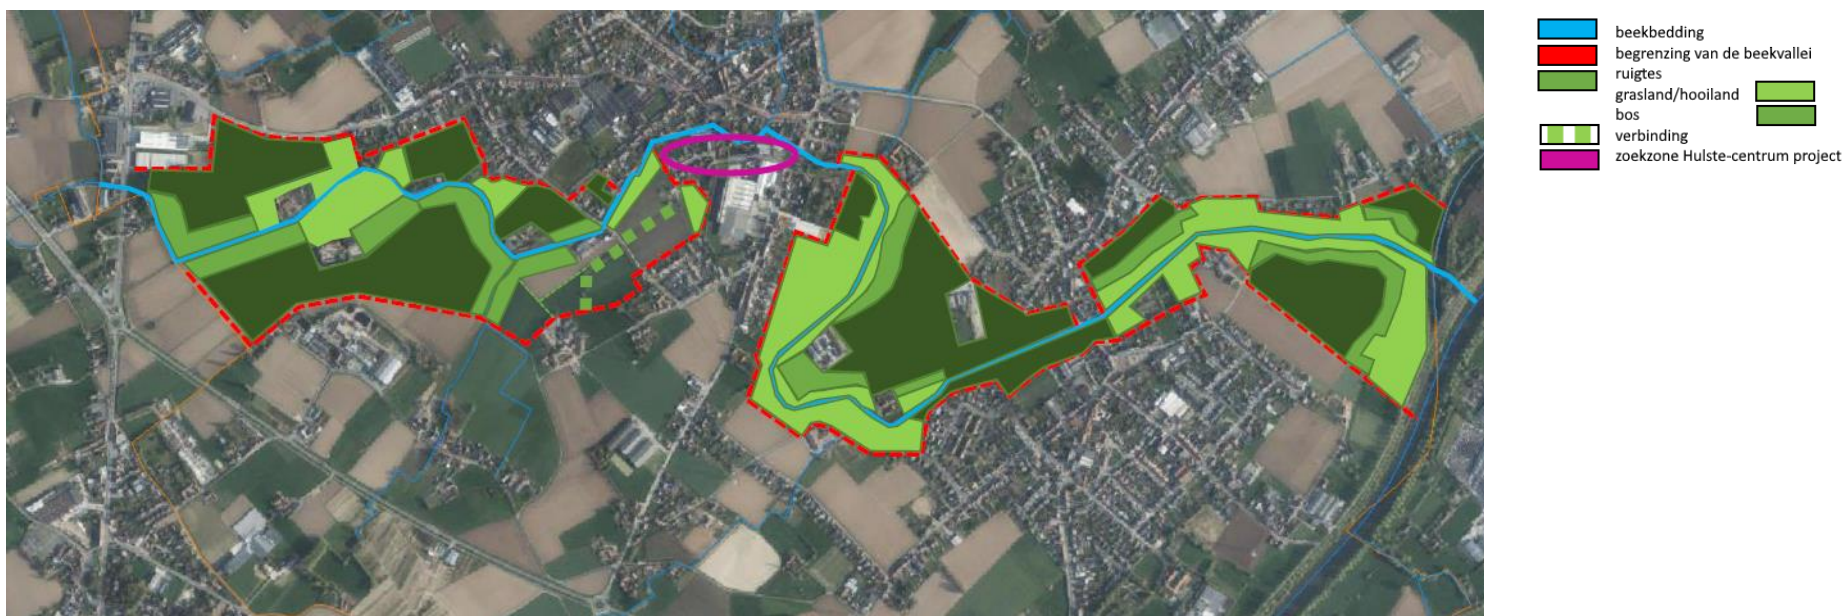 beekbedding
begrenzing van de beekvallei
ruigtes
grasland/hooiland
bos
verbinding
zoekzone Hulste-centrum project